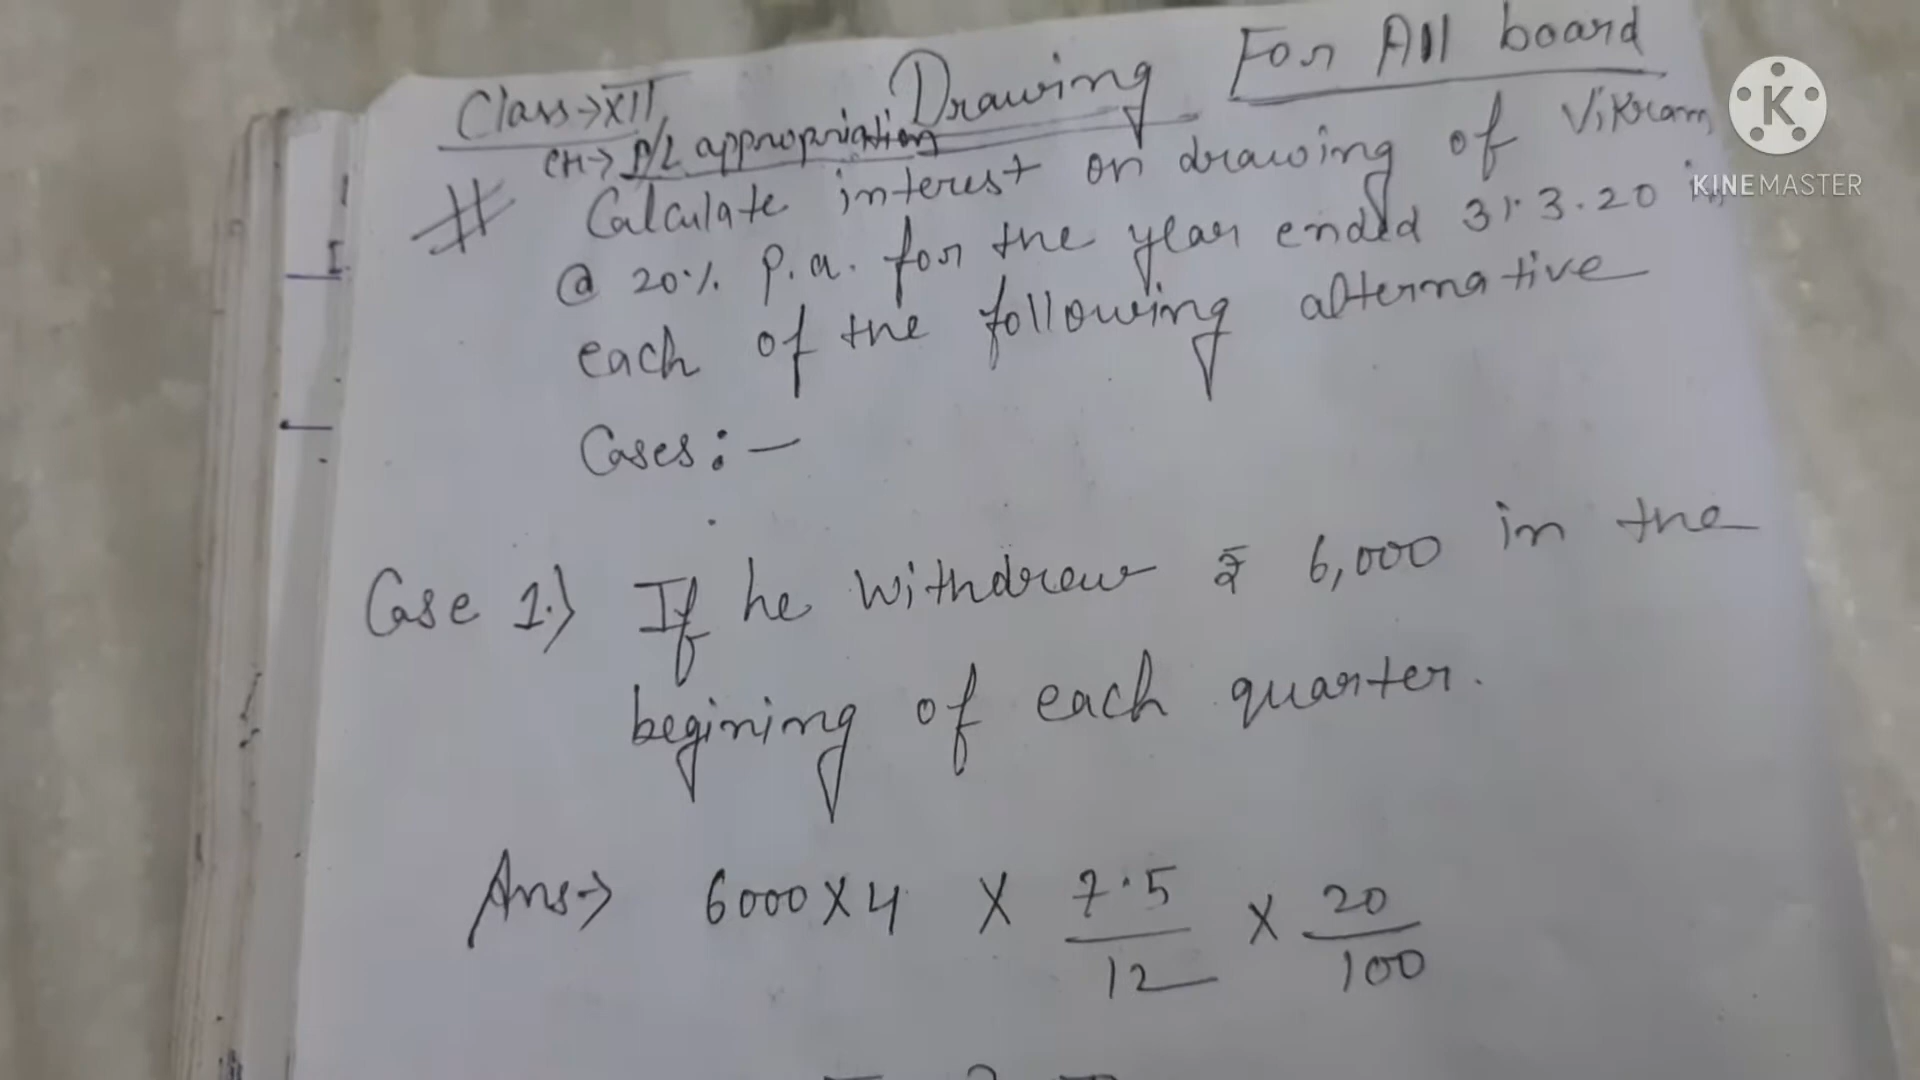 Class→XII Drawing For All board
CH→ P/L appropriation
# Calculate interest on drawing of Vikram
@ 20% p.a. for the year ended 31.3.20 in
each of the following alternative
Cases:-
Case 1.) If he withdrew ₹ 6,000 in the
begining of each quarter.
Ans→ 6000 X 4 X 7.5/12 X 20/100
KINEMASTER